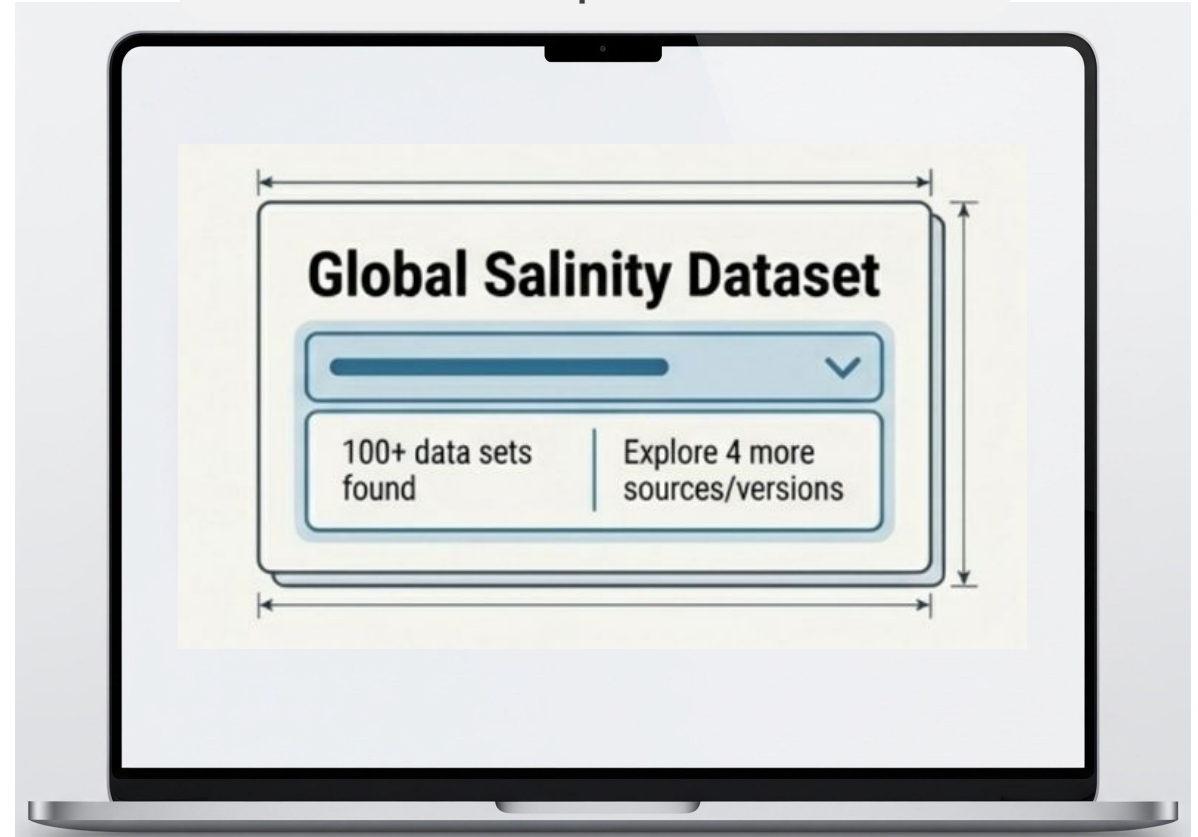 Global Salinity Dataset
100+ data sets
found
Explore 4 more
sources/versions